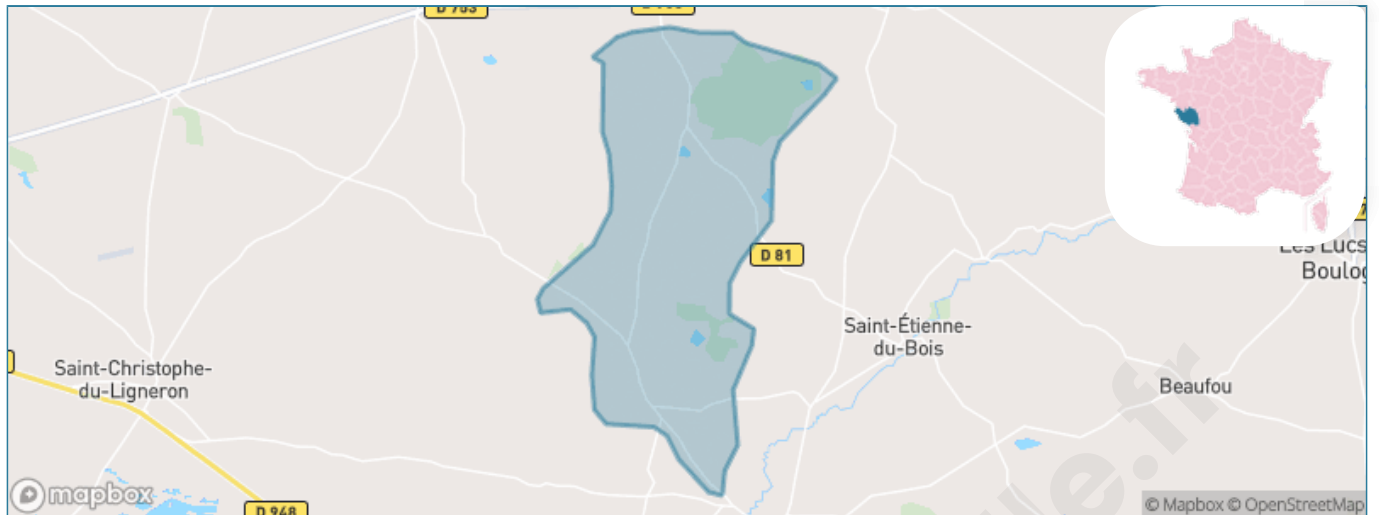 D 753
D 81
Les Lucs
Boulog
Saint-Étienne-
du-Bois
Saint-Christophe-
du-Ligneron
Beaufou
D 948
mapbox
© Mapbox © OpenStreetMap